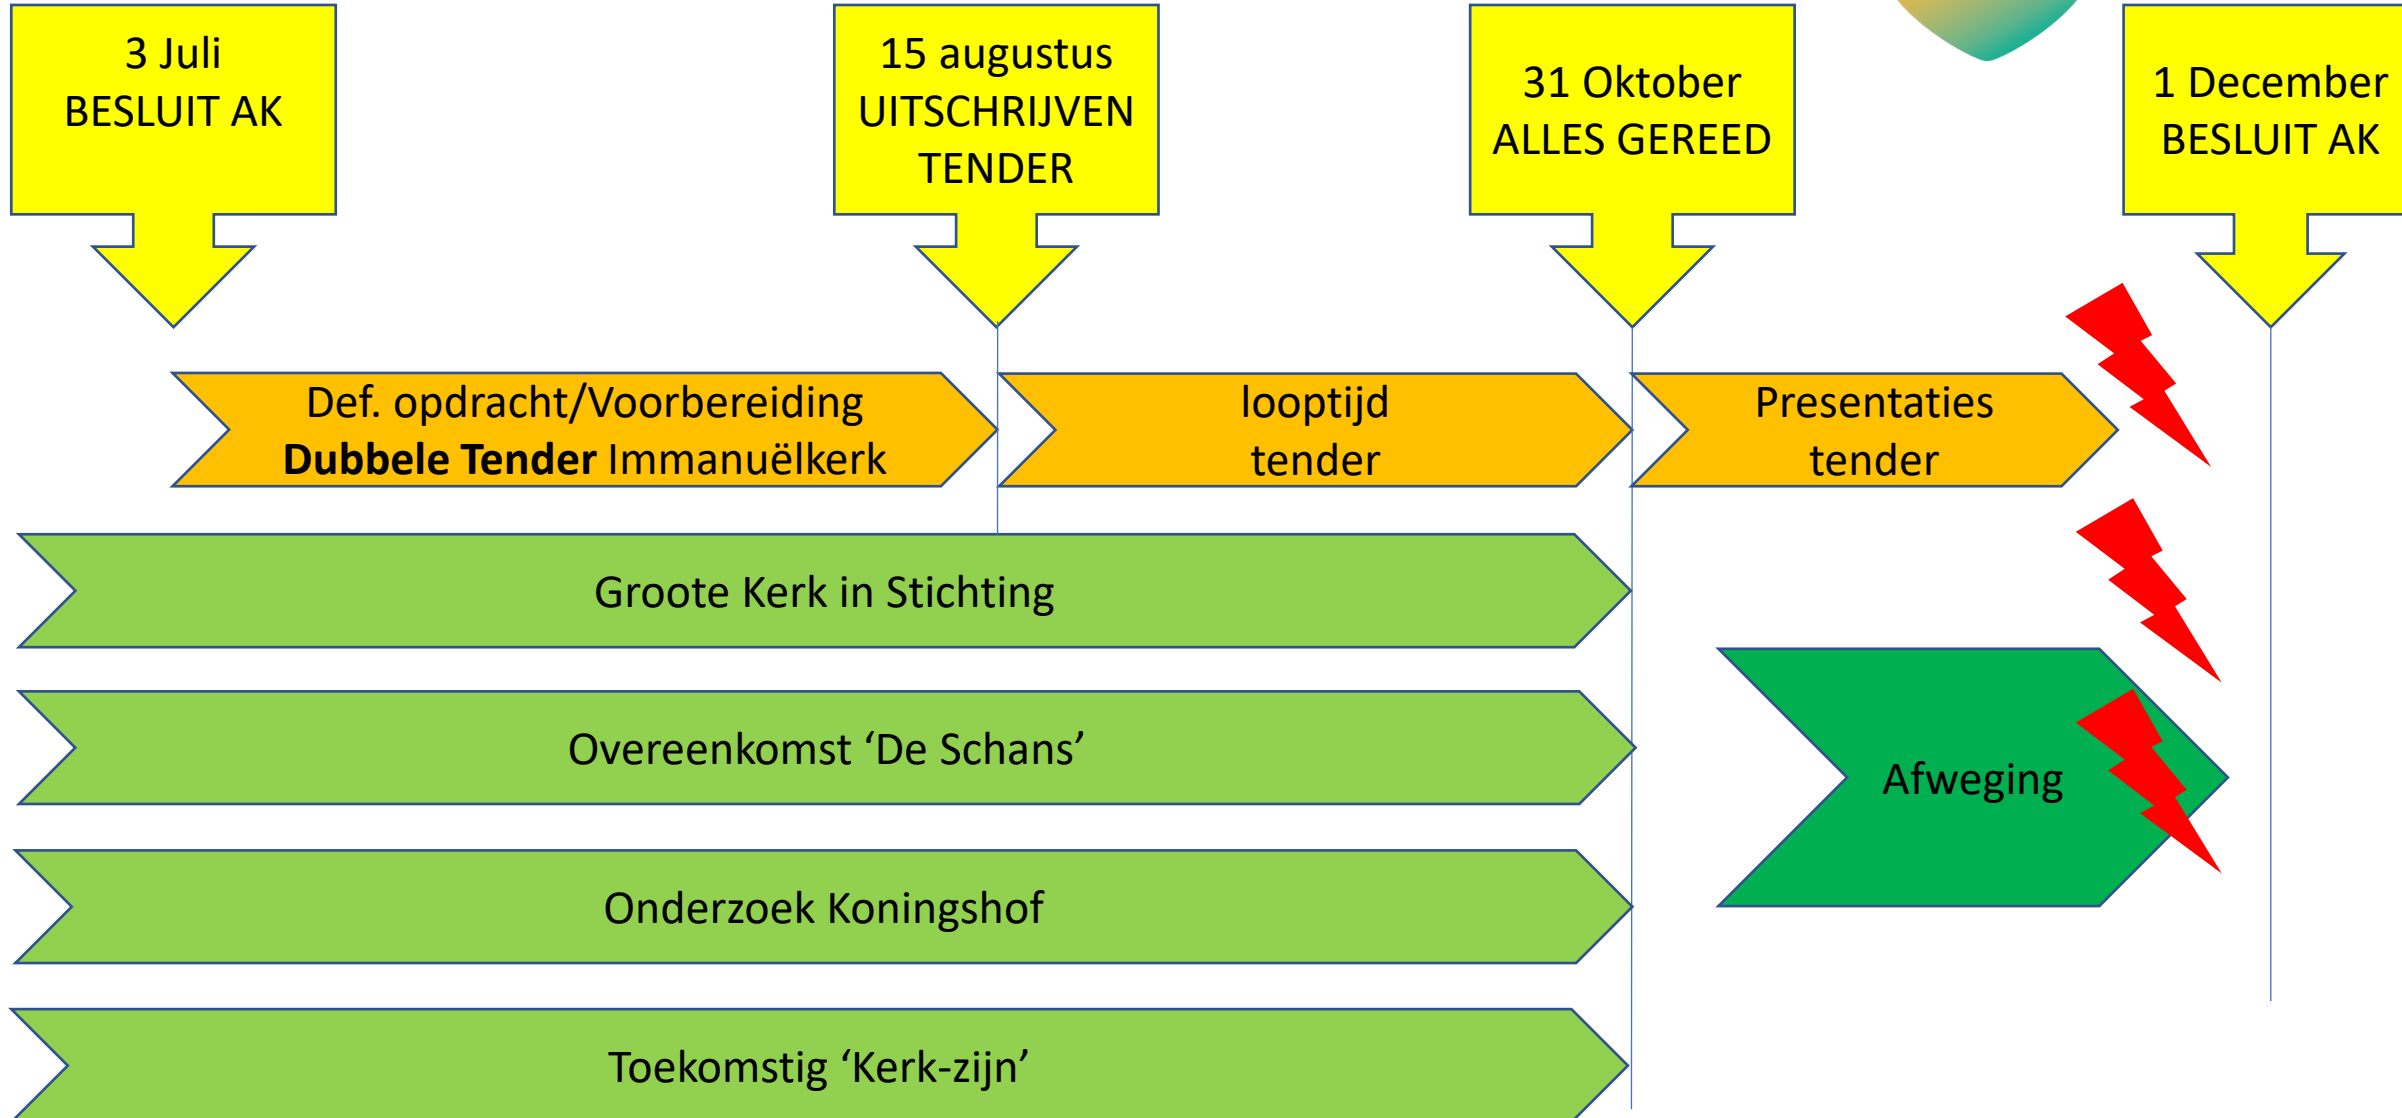 3 Juli
BESLUIT AK
15 augustus
UITSCHRIJVEN
TENDER
31 Oktober
ALLES GEREED
1 December
BESLUIT AK
Def. opdracht/Voorbereiding
Dubbele Tender Immanuëlkerk
looptijd
tender
Presentaties
tender
Groote Kerk in Stichting
Overeenkomst ‘De Schans’
Afweging
Onderzoek Koningshof
Toekomstig ‘Kerk-zijn’